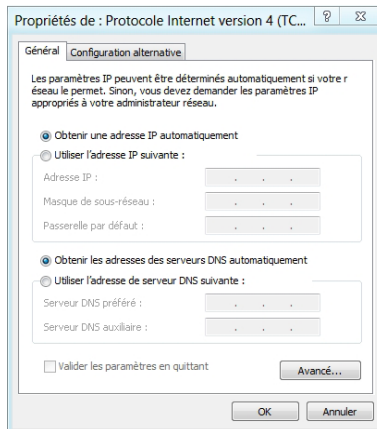 Propriétés de : Protocole Internet version 4 (TC...
Général
Configuration alternative
Les paramètres IP peuvent être déterminés automatiquement si votre r
éseau le permet. Sinon, vous devez demander les paramètres IP
appropriés à votre administrateur réseau.
Obtenir une adresse IP automatiquement
Utiliser l'adresse IP suivante :
Adresse IP :
Masque de sous-réseau :
Passerelle par défaut :
Obtenir les adresses des serveurs DNS automatiquement
Utiliser l'adresse de serveur DNS suivante :
Serveur DNS préféré :
Serveur DNS auxiliaire :
Valider les paramètres en quittant
Avancé...
OK
Annuler